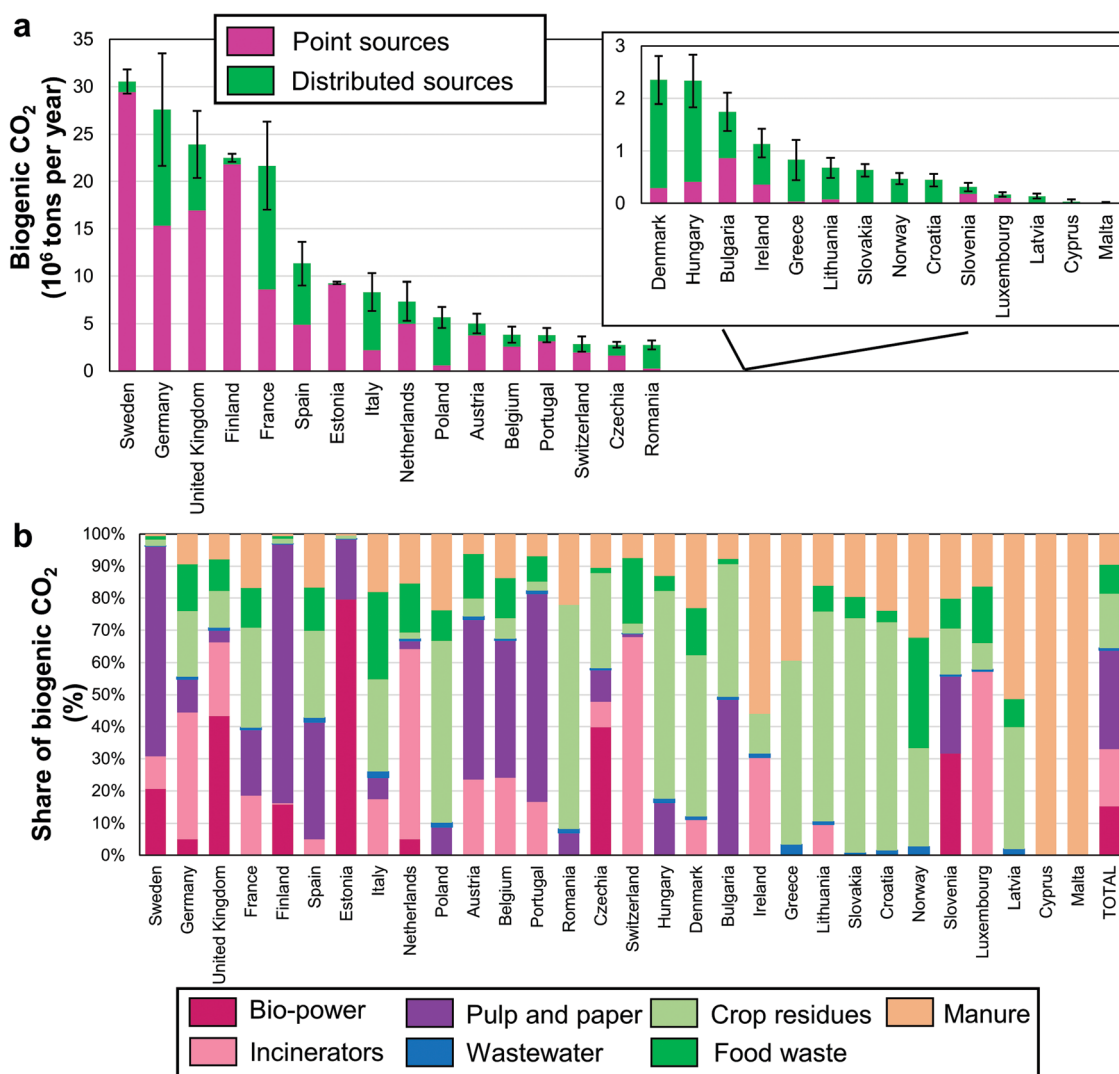 a
Point sources
Distributed sources
Biogenic CO₂
(10⁶ tons per year)
35
30
25
20
15
10
5
0
Sweden
Germany
United Kingdom
Finland
France
Spain
Estonia
Italy
Netherlands
Poland
Austria
Belgium
Portugal
Switzerland
Czechia
Romania
3
2
1
0
Denmark
Hungary
Bulgaria
Ireland
Greece
Lithuania
Slovakia
Norway
Croatia
Slovenia
Luxembourg
Latvia
Cyprus
Malta
b
Share of biogenic CO₂
(%)
100%
90%
80%
70%
60%
50%
40%
30%
20%
10%
0%
Sweden
Germany
United Kingdom
France
Finland
Spain
Estonia
Italy
Netherlands
Poland
Austria
Belgium
Portugal
Romania
Czechia
Switzerland
Hungary
Denmark
Bulgaria
Ireland
Greece
Lithuania
Slovakia
Croatia
Norway
Slovenia
Luxembourg
Latvia
Cyprus
Malta
TOTAL
Bio-power
Pulp and paper
Crop residues
Manure
Incinerators
Wastewater
Food waste